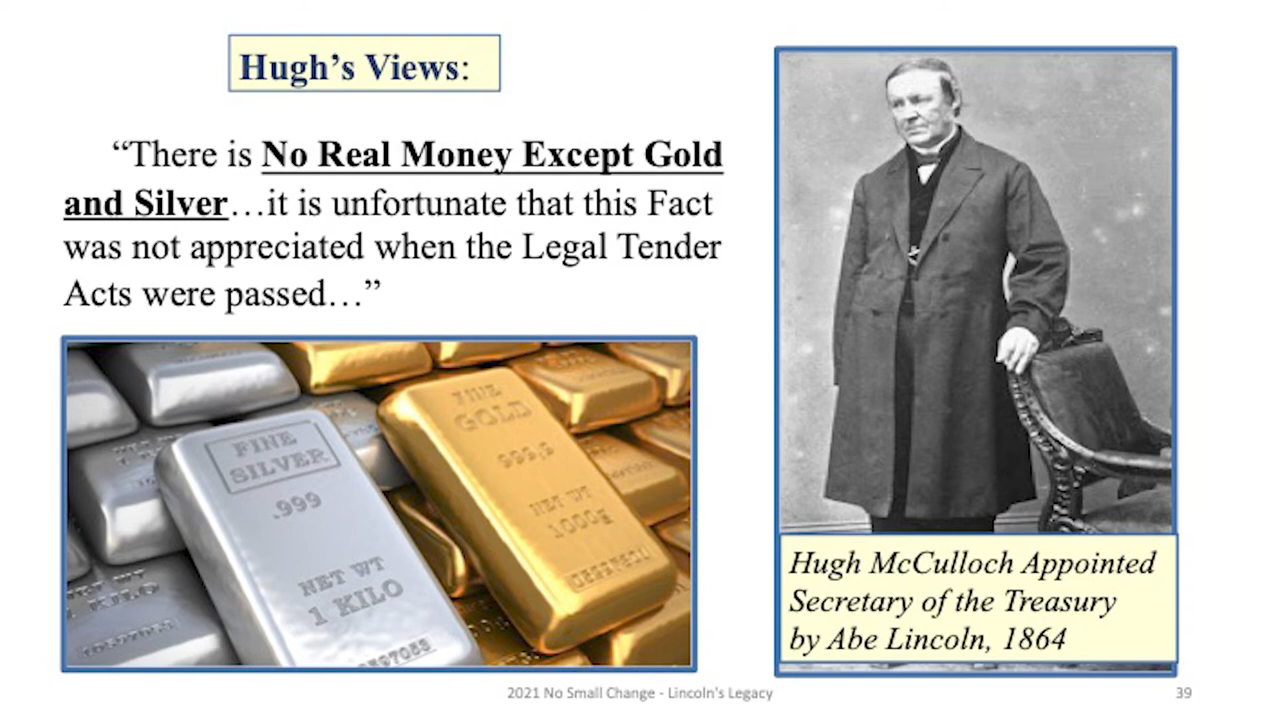 Hugh’s Views:
“There is No Real Money Except Gold
and Silver…it is unfortunate that this Fact
was not appreciated when the Legal Tender
Acts were passed…”
FINE
SILVER
.999
NET WT
1 KILO
FINE
GOLD
999,9
NET WT
1000g
Hugh McCulloch Appointed
Secretary of the Treasury
by Abe Lincoln, 1864
2021 No Small Change - Lincoln's Legacy
39